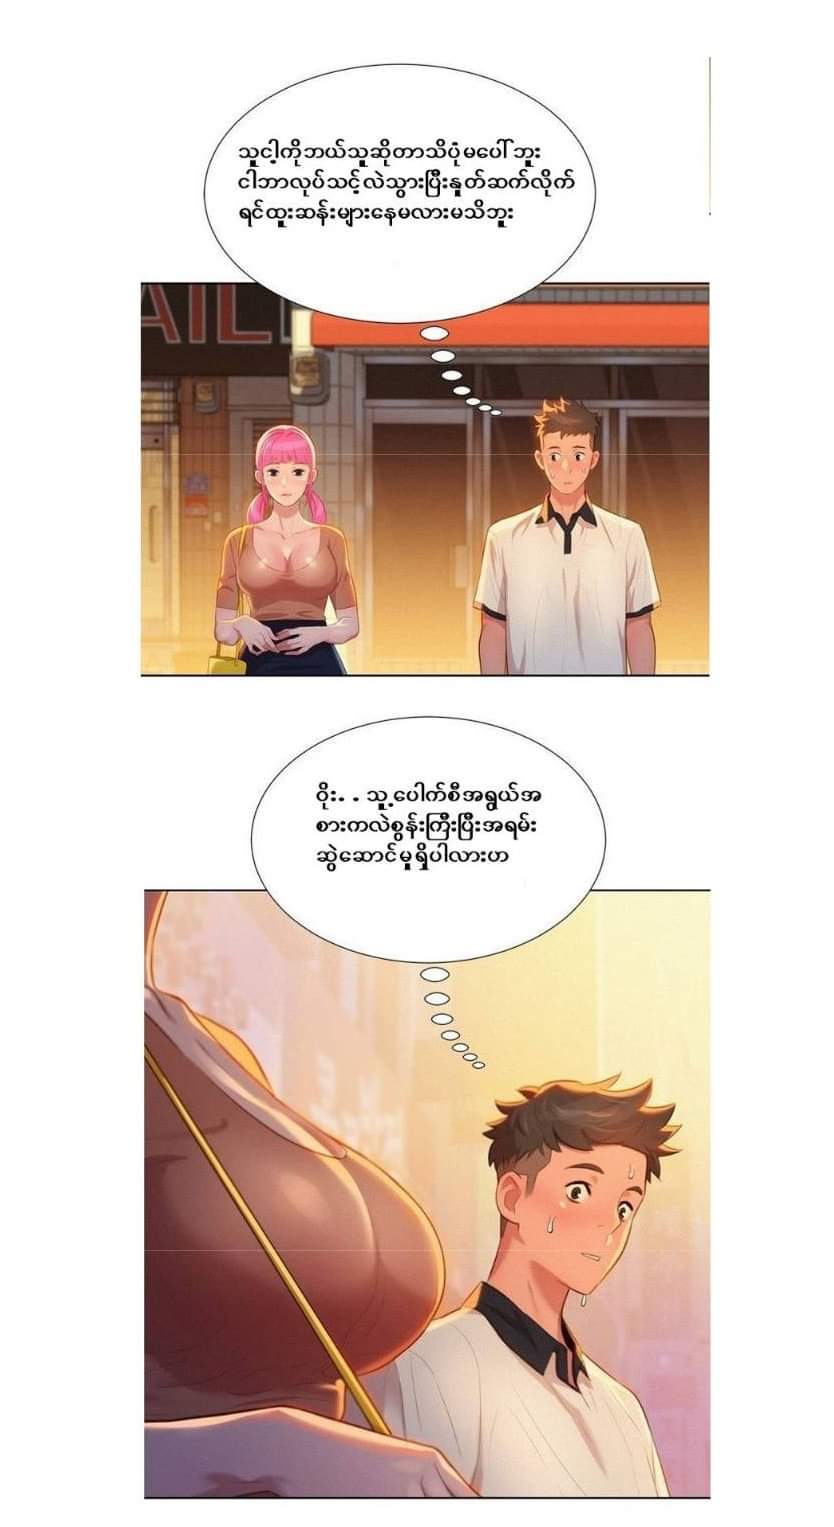 သူငါ့ကိုဘယ်သူဆိုတာသိပုံမပေါ်ဘူး
ငါဘာလုပ်သင့်လဲသွားပြီးနှုတ်ဆက်လိုက်
ရင်ထူးဆန်းများနေမလားမသိဘူး
AIL
ဝိုး. . သူ့ပေါက်စီအရွယ်အ
စားကလဲစွန်းကြီးပြီးအရမ်း
ဆွဲဆောင်မှုရှိပါလားဟ